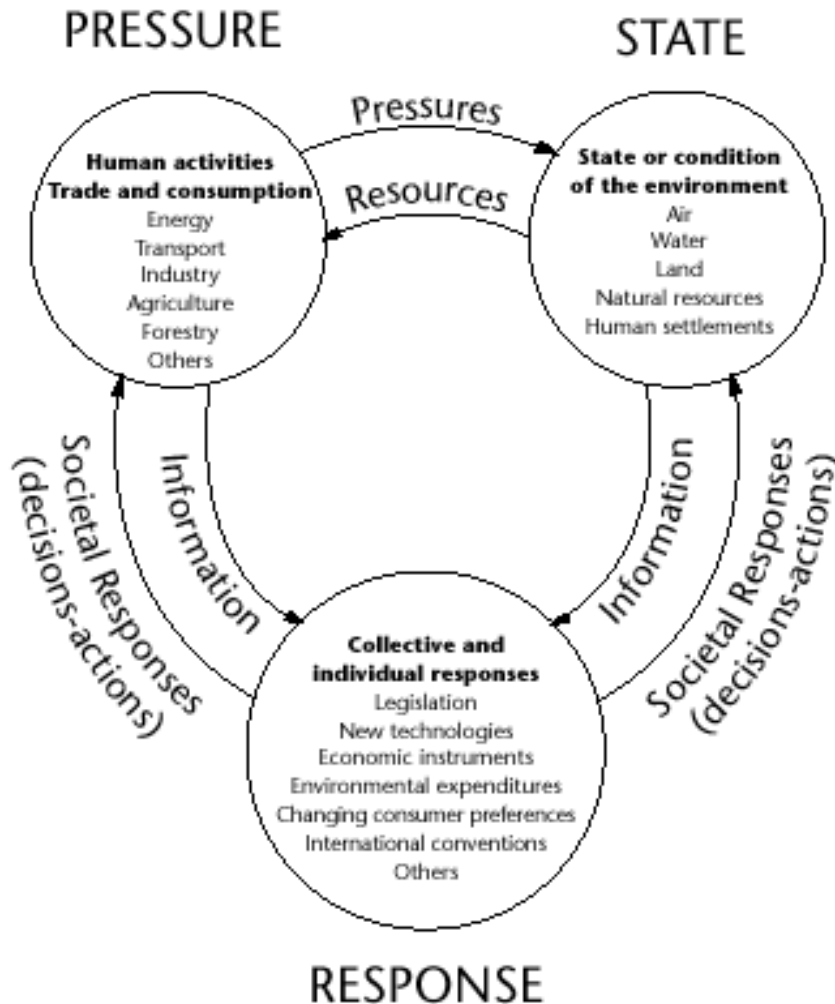 PRESSURE
STATE
Pressures
Resources
Human activities
Trade and consumption
Energy
Transport
Industry
Agriculture
Forestry
Others
State or condition
of the environment
Air
Water
Land
Natural resources
Human settlements
Societal Responses
(decisions-actions)
Information
Information
Societal Responses
(decisions-actions)
Collective and
individual responses
Legislation
New technologies
Economic instruments
Environmental expenditures
Changing consumer preferences
International conventions
Others
RESPONSE